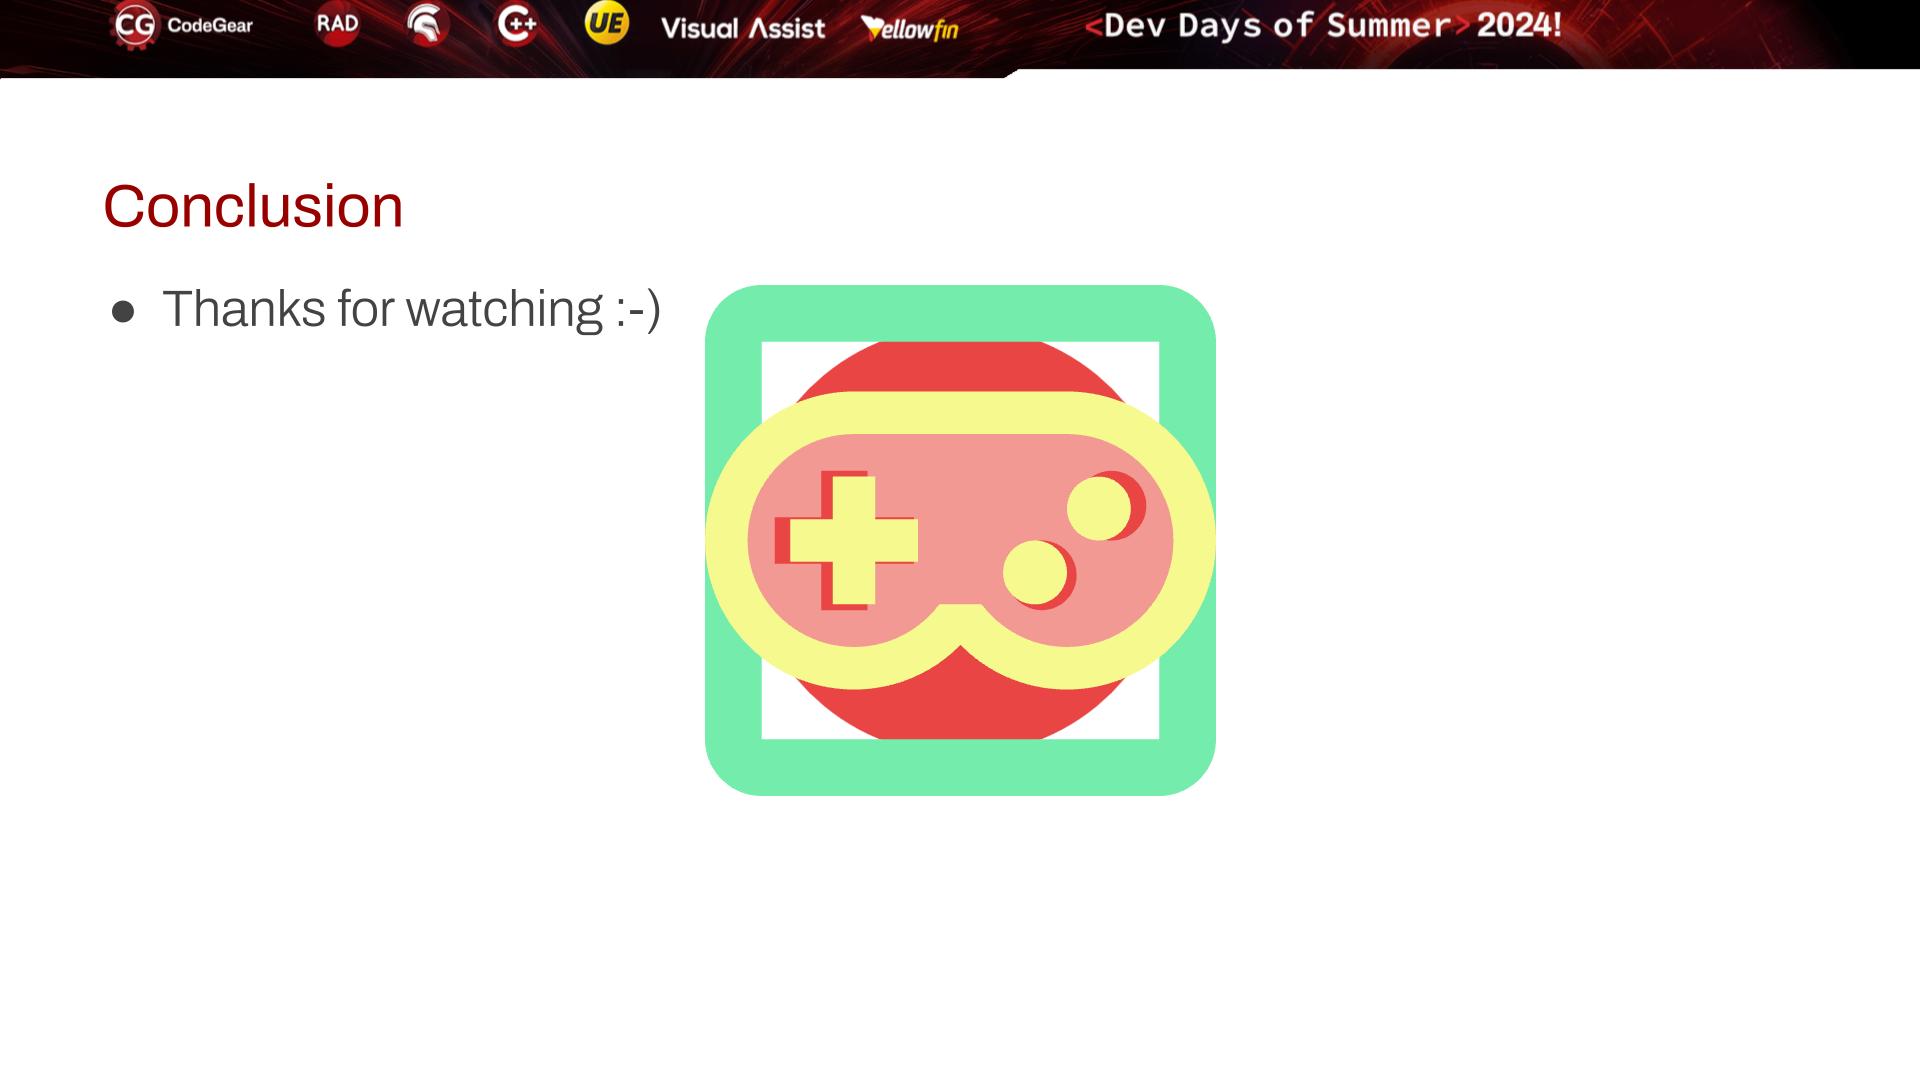 CG CodeGear RAD C++ UE Visual Assist Yellowfin <Dev Days of Summer> 2024!
Conclusion
● Thanks for watching :-)